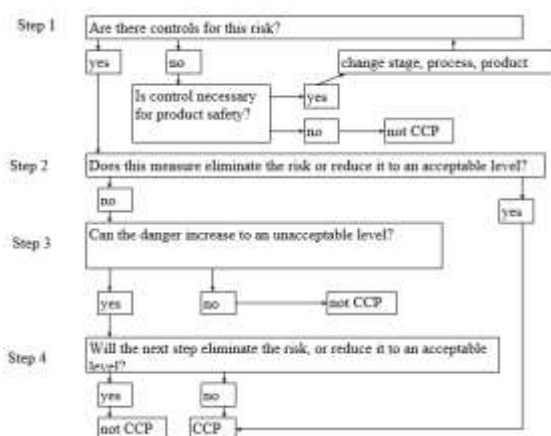 Step 1
Are there controls for this risk?
yes
no
change stage, process, product
Is control necessary
for product safety?
yes
no
not CCP
Step 2
Does this measure eliminate the risk or reduce it to an acceptable level?
no
yes
Step 3
Can the danger increase to an unacceptable level?
yes
no
not CCP
Step 4
Will the next step eliminate the risk, or reduce it to an acceptable
level?
yes
no
not CCP
CCP